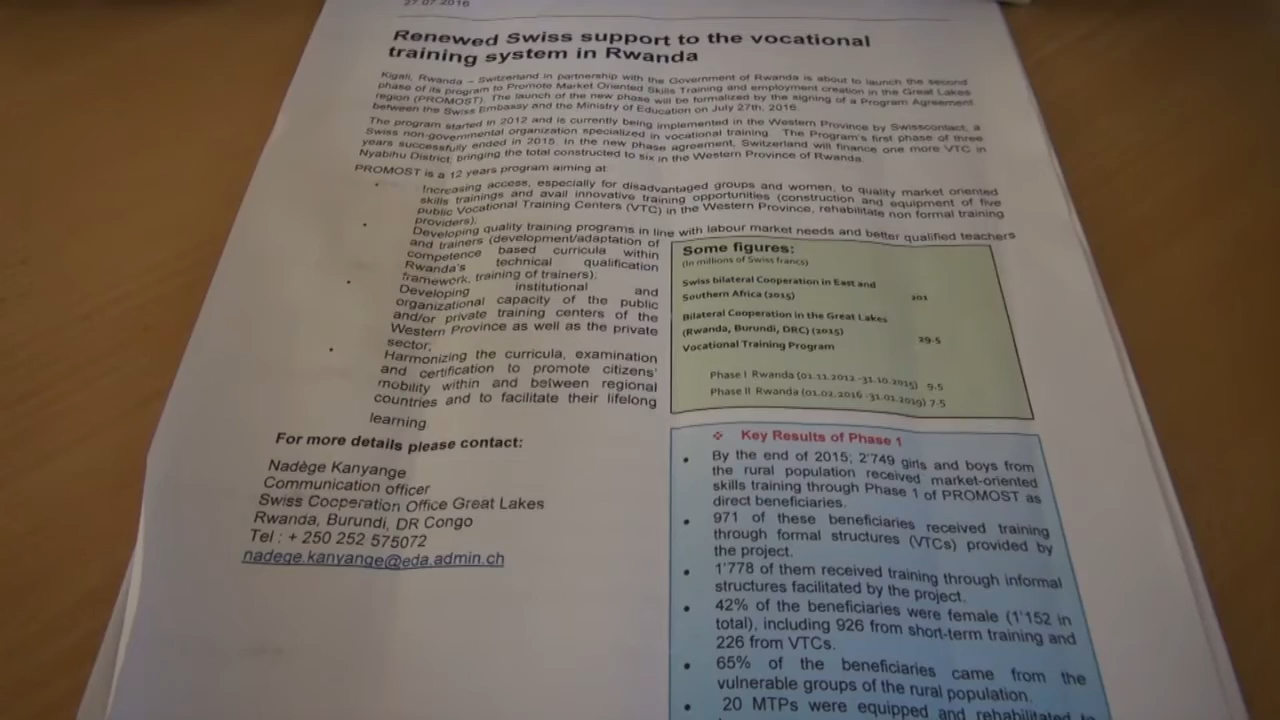 27.07.2016
Renewed Swiss support to the vocational
training system in Rwanda
Kigali, Rwanda – Switzerland in partnership with the Government of Rwanda is about to launch the second
phase of its program to Promote Market Oriented Skills Training and employment creation in the Great Lakes
region (PROMOST). The launch of the new phase will be formalized by the signing of a Program Agreement
between the Swiss Embassy and the Ministry of Education on July 27th, 2016.
The program started in 2012 and is currently being implemented in the Western Province by Swisscontact, a
Swiss non-governmental organization specialized in vocational training. The Program's first phase of three
years successfully ended in 2015. In the new phase agreement, Switzerland will finance one more VTC in
Nyabihu District, bringing the total constructed to six in the Western Province of Rwanda.
PROMOST is a 12 years program aiming at:
• Increasing access, especially for disadvantaged groups and women, to quality market oriented
skills trainings and avail innovative training opportunities (construction and equipment of five
public Vocational Training Centers (VTC) in the Western Province, rehabilitate non formal training
providers);
• Developing quality training programs in line with labour market needs and better qualified teachers
and trainers (development/adaptation of
competence based curricula within
Rwanda's technical qualification
framework, training of trainers);
• Developing institutional and
organizational capacity of the public
and/or private training centers of the
Western Province as well as the private
sector;
• Harmonizing the curricula, examination
and certification to promote citizens'
mobility within and between regional
countries and to facilitate their lifelong
learning
For more details please contact:
Nadège Kanyange
Communication officer
Swiss Cooperation Office Great Lakes
Rwanda, Burundi, DR Congo
Tel : + 250 252 575072
nadege.kanyange@eda.admin.ch
Some figures:
(In millions of Swiss francs)
Swiss bilateral Cooperation in East and
Southern Africa (2015) 201
Bilateral Cooperation in the Great Lakes
(Rwanda, Burundi, DRC) (2015) 29.5
Vocational Training Program
Phase I Rwanda (01.11.2012 -31.10.2015) 9.5
Phase II Rwanda (01.02.2016 -31.01.2019) 7.5
❖ Key Results of Phase 1
• By the end of 2015; 2'749 girls and boys from
the rural population received market-oriented
skills training through Phase 1 of PROMOST as
direct beneficiaries.
• 971 of these beneficiaries received training
through formal structures (VTCs) provided by
the project.
• 1'778 of them received training through informal
structures facilitated by the project.
• 42% of the beneficiaries were female (1'152 in
total), including 926 from short-term training and
226 from VTCs.
• 65% of the beneficiaries came from the
vulnerable groups of the rural population.
• 20 MTPs were equipped and rehabilitated to